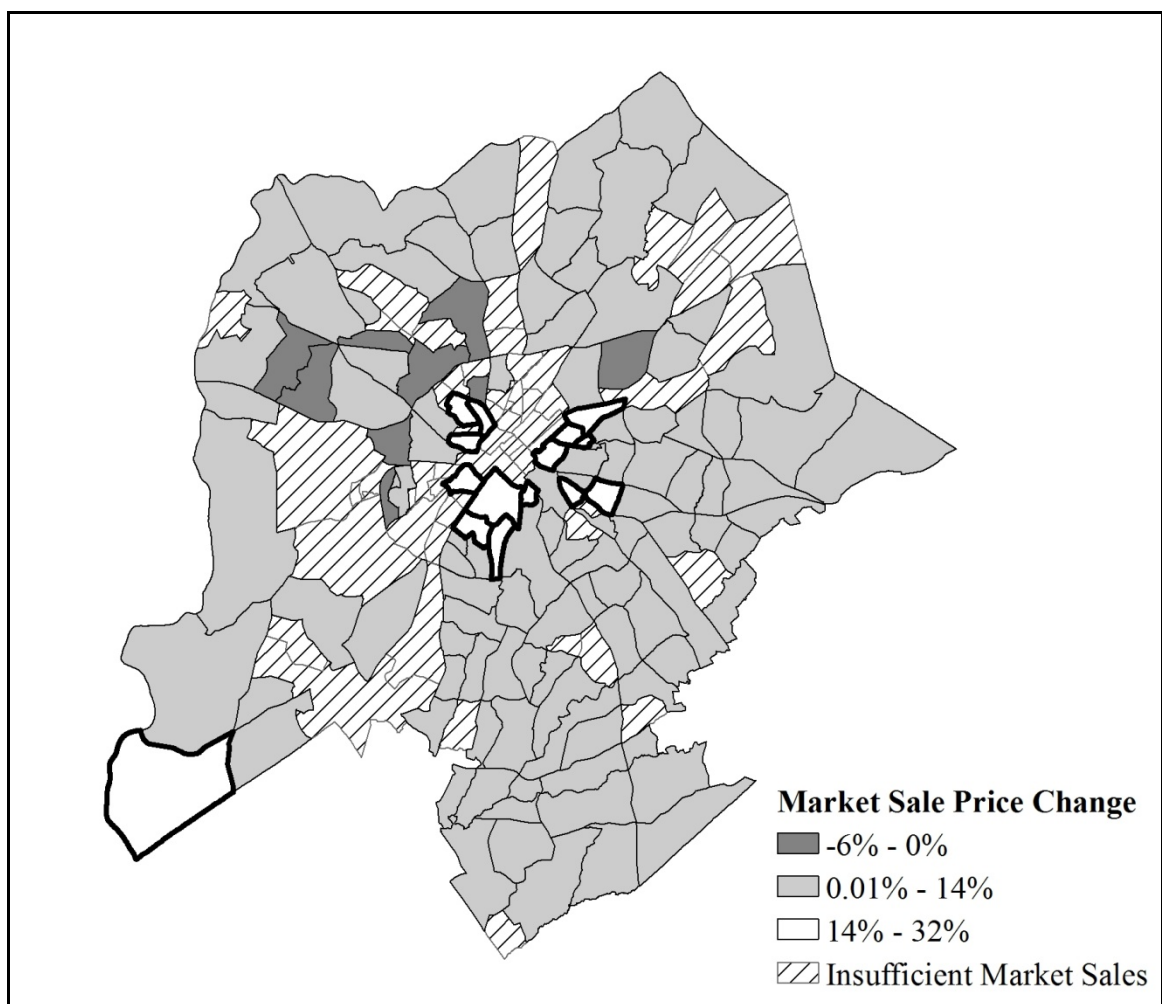 Market Sale Price Change
-6% - 0%
0.01% - 14%
14% - 32%
Insufficient Market Sales